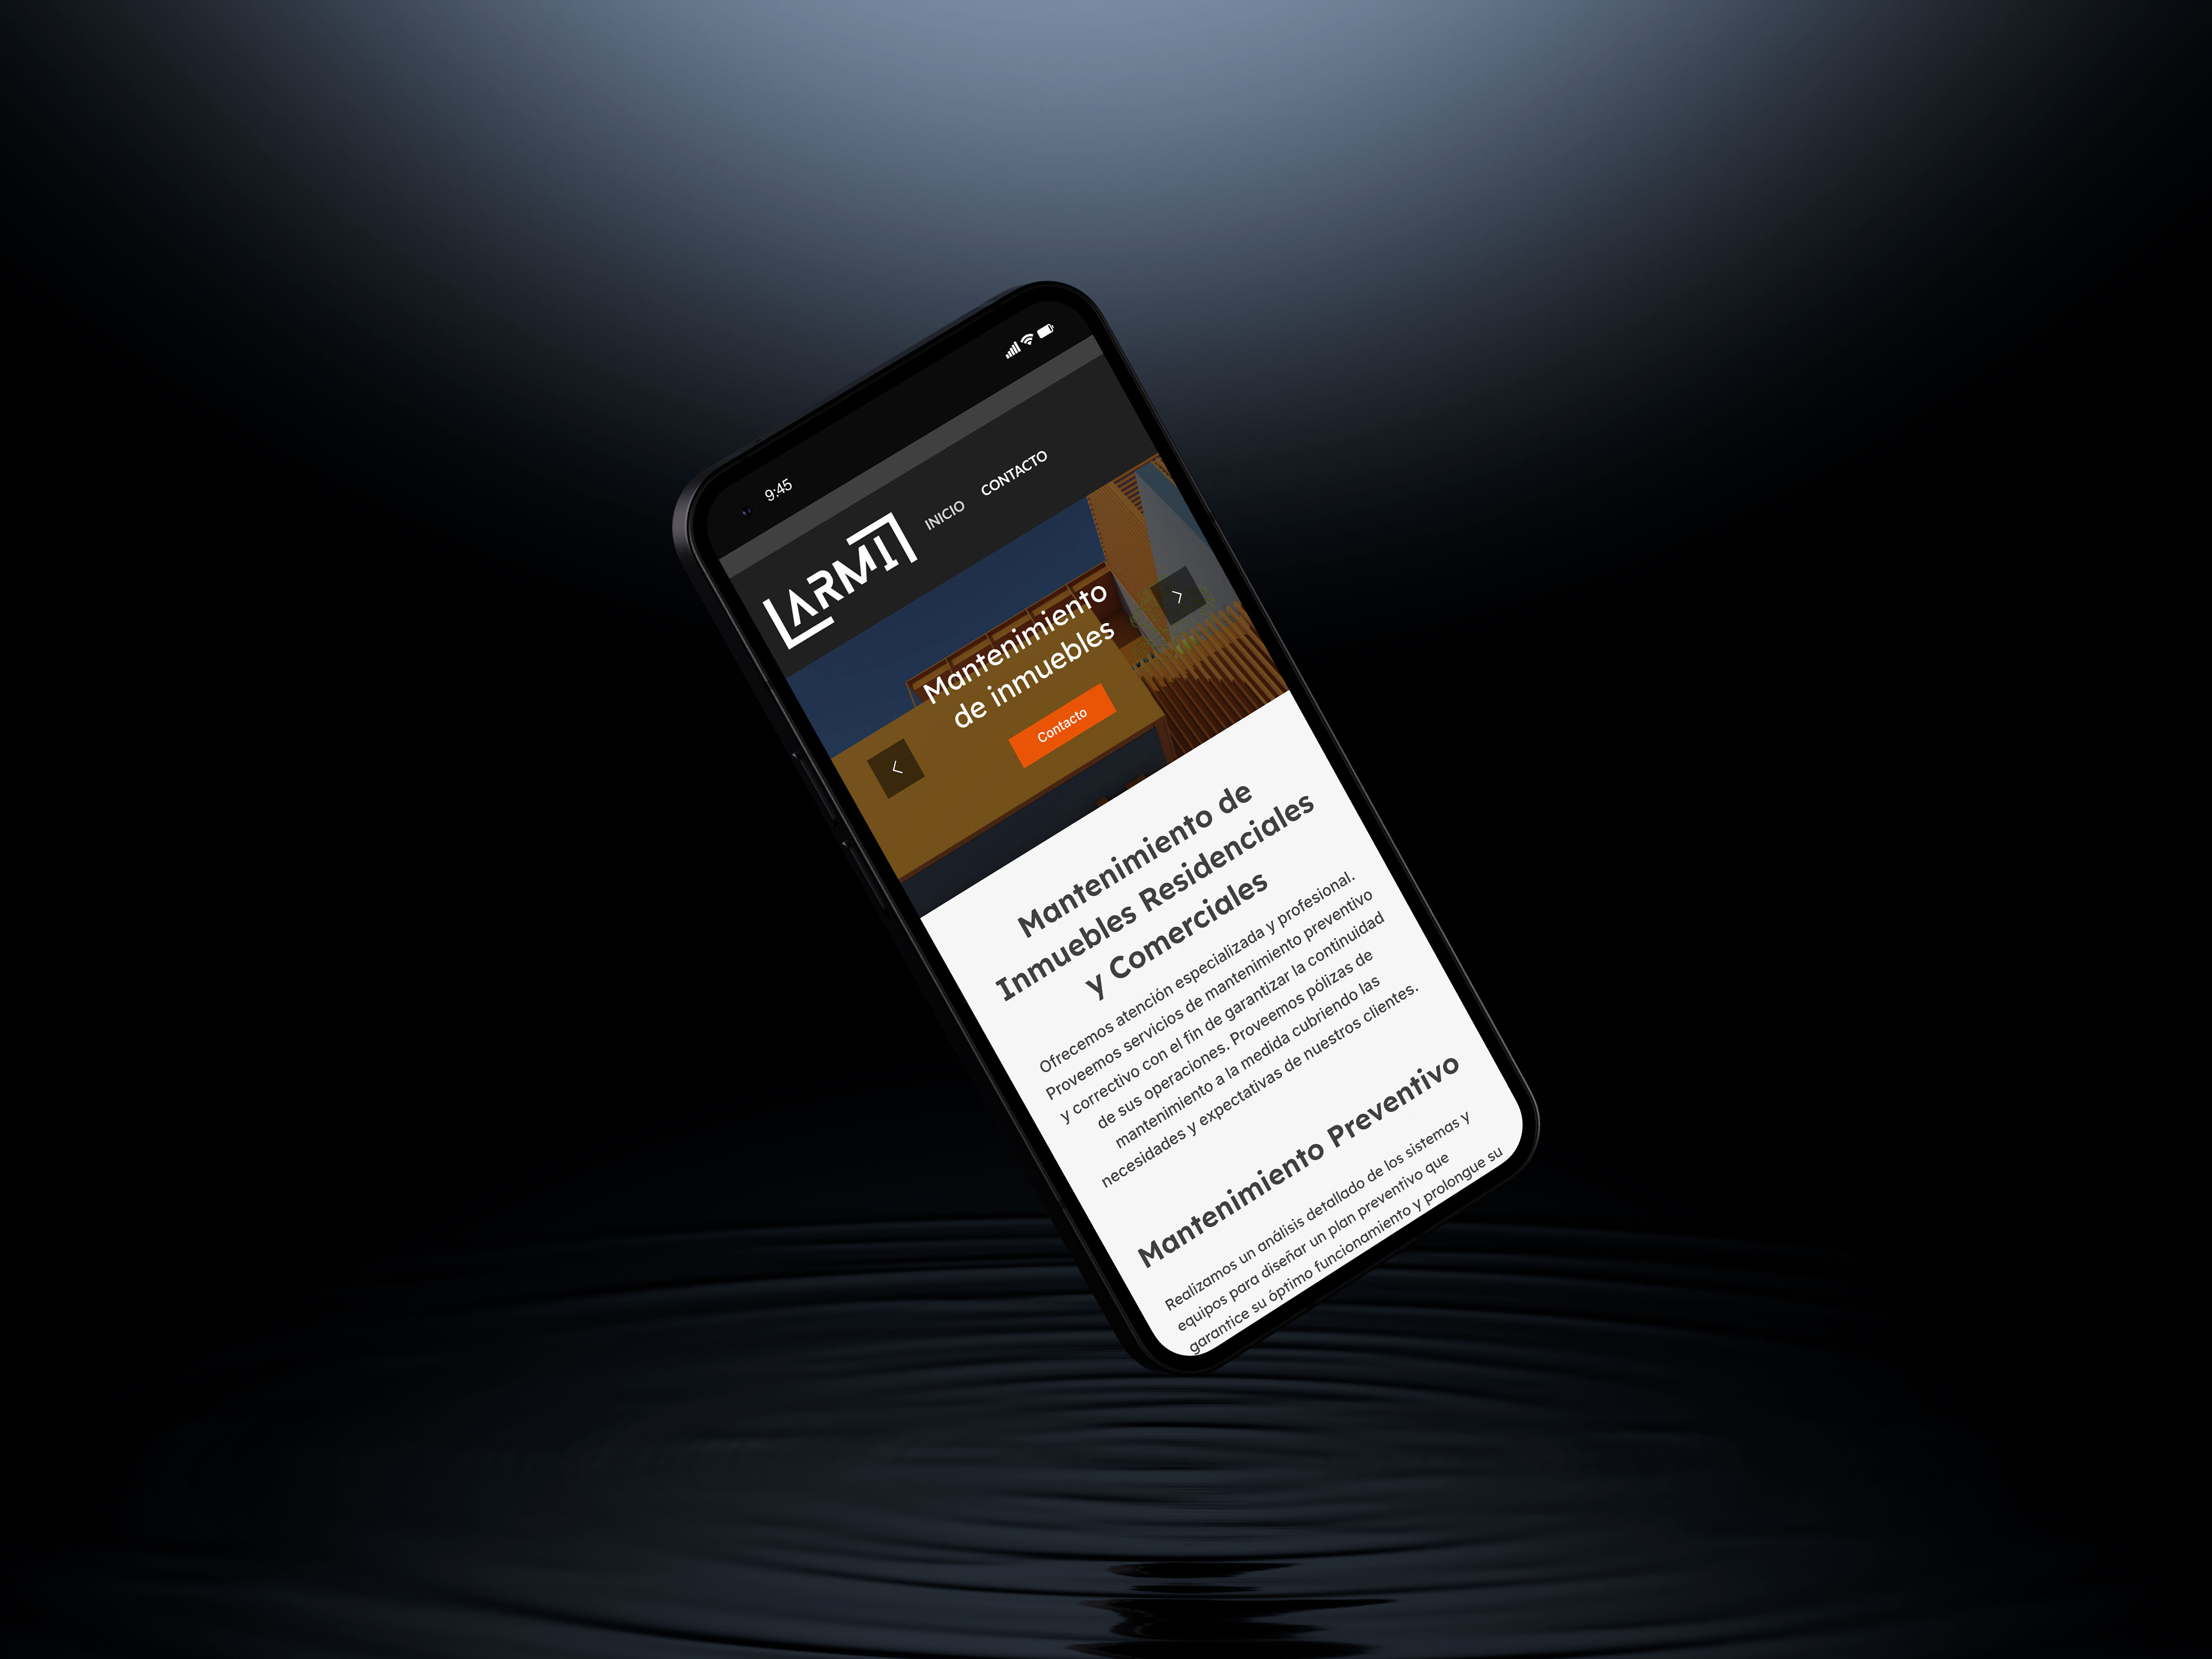 9:45
LARMI
INICIO
CONTACTO
Mantenimiento
de inmuebles
Contacto
Mantenimiento de
Inmuebles Residenciales
y Comerciales
Ofrecemos atención especializada y profesional.
Proveemos servicios de mantenimiento preventivo
y correctivo con el fin de garantizar la continuidad
de sus operaciones. Proveemos pólizas de
mantenimiento a la medida cubriendo las
necesidades y expectativas de nuestros clientes.
Mantenimiento Preventivo
Realizamos un análisis detallado de los sistemas y
equipos para diseñar un plan preventivo que
garantice su óptimo funcionamiento y prolongue su